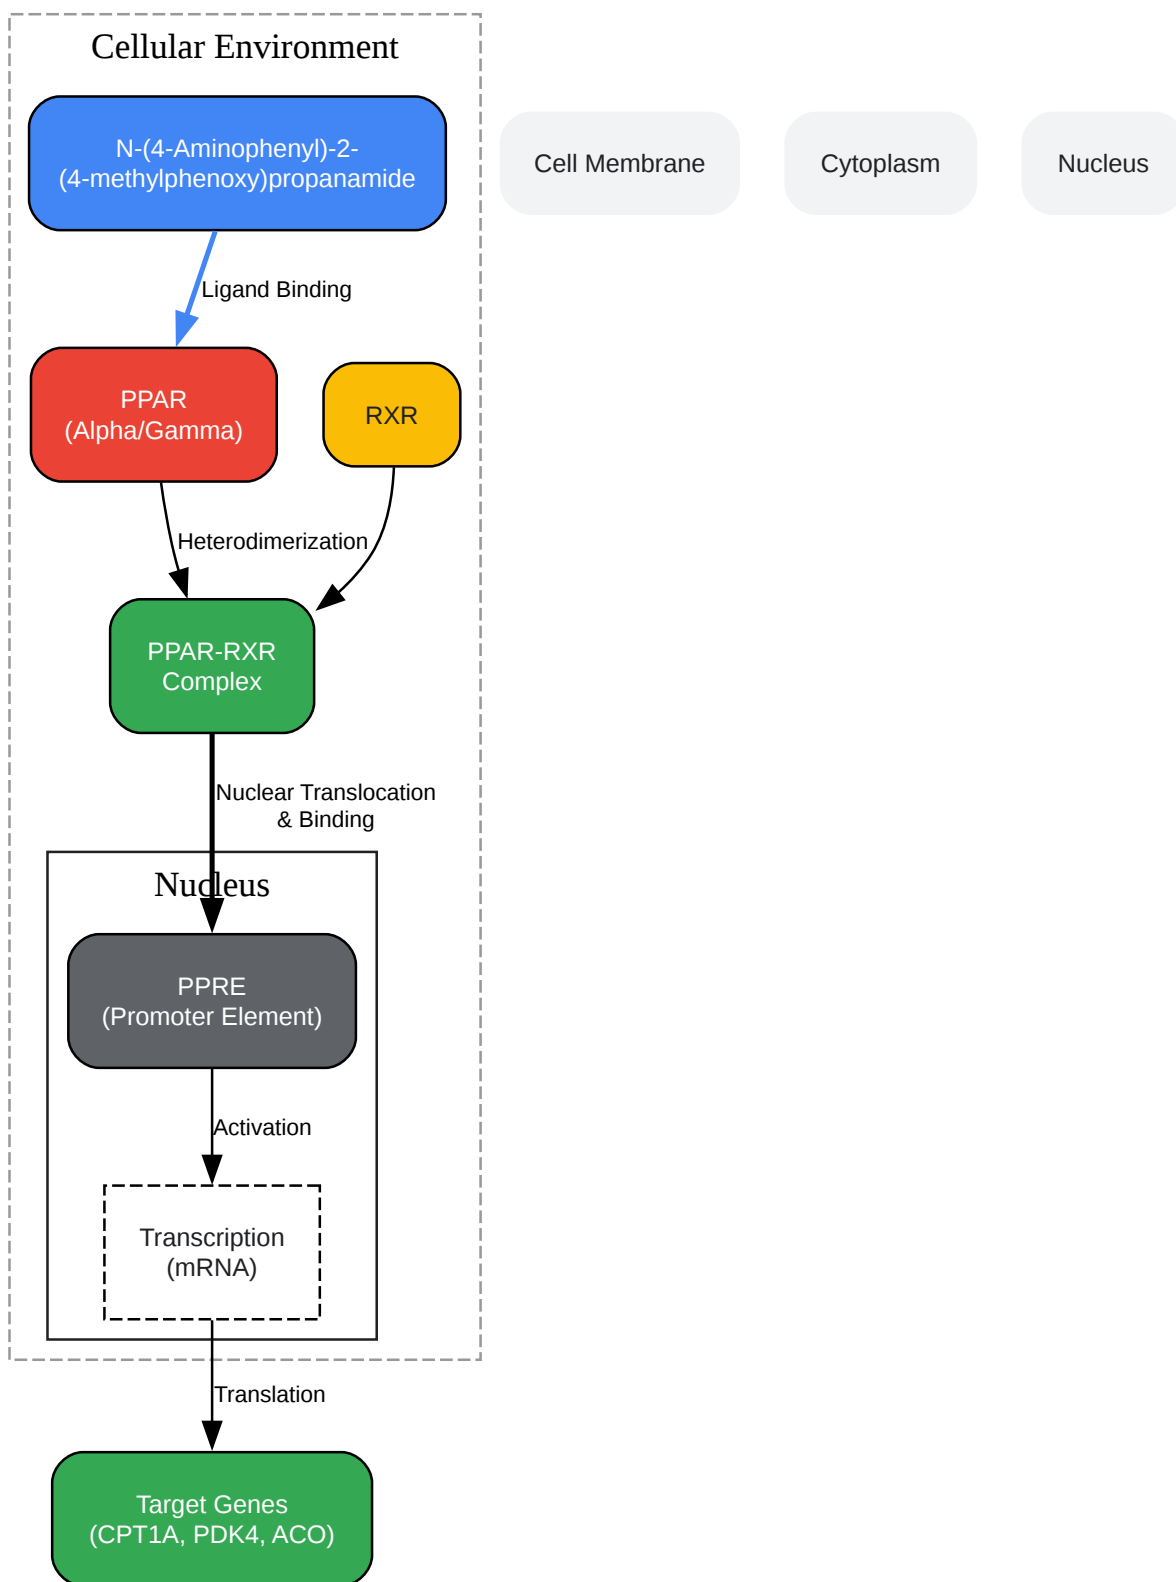 Cellular Environment
N-(4-Aminophenyl)-2-
(4-methylphenoxy)propanamide
Cell Membrane
Cytoplasm
Nucleus
Ligand Binding
PPAR
(Alpha/Gamma)
RXR
Heterodimerization
PPAR-RXR
Complex
Nuclear Translocation
& Binding
Nucleus
PPRE
(Promoter Element)
Activation
Transcription
(mRNA)
Translation
Target Genes
(CPT1A, PDK4, ACO)